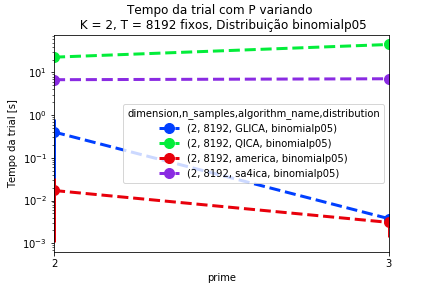 Tempo da trial com P variando
K = 2, T = 8192 fixos, Distribuição binomialp05
Tempo da trial [s]
10¹
10⁰
10⁻¹
10⁻²
10⁻³
dimension,n_samples,algorithm_name,distribution
(2, 8192, GLICA, binomialp05)
(2, 8192, QICA, binomialp05)
(2, 8192, america, binomialp05)
(2, 8192, sa4ica, binomialp05)
2
3
prime